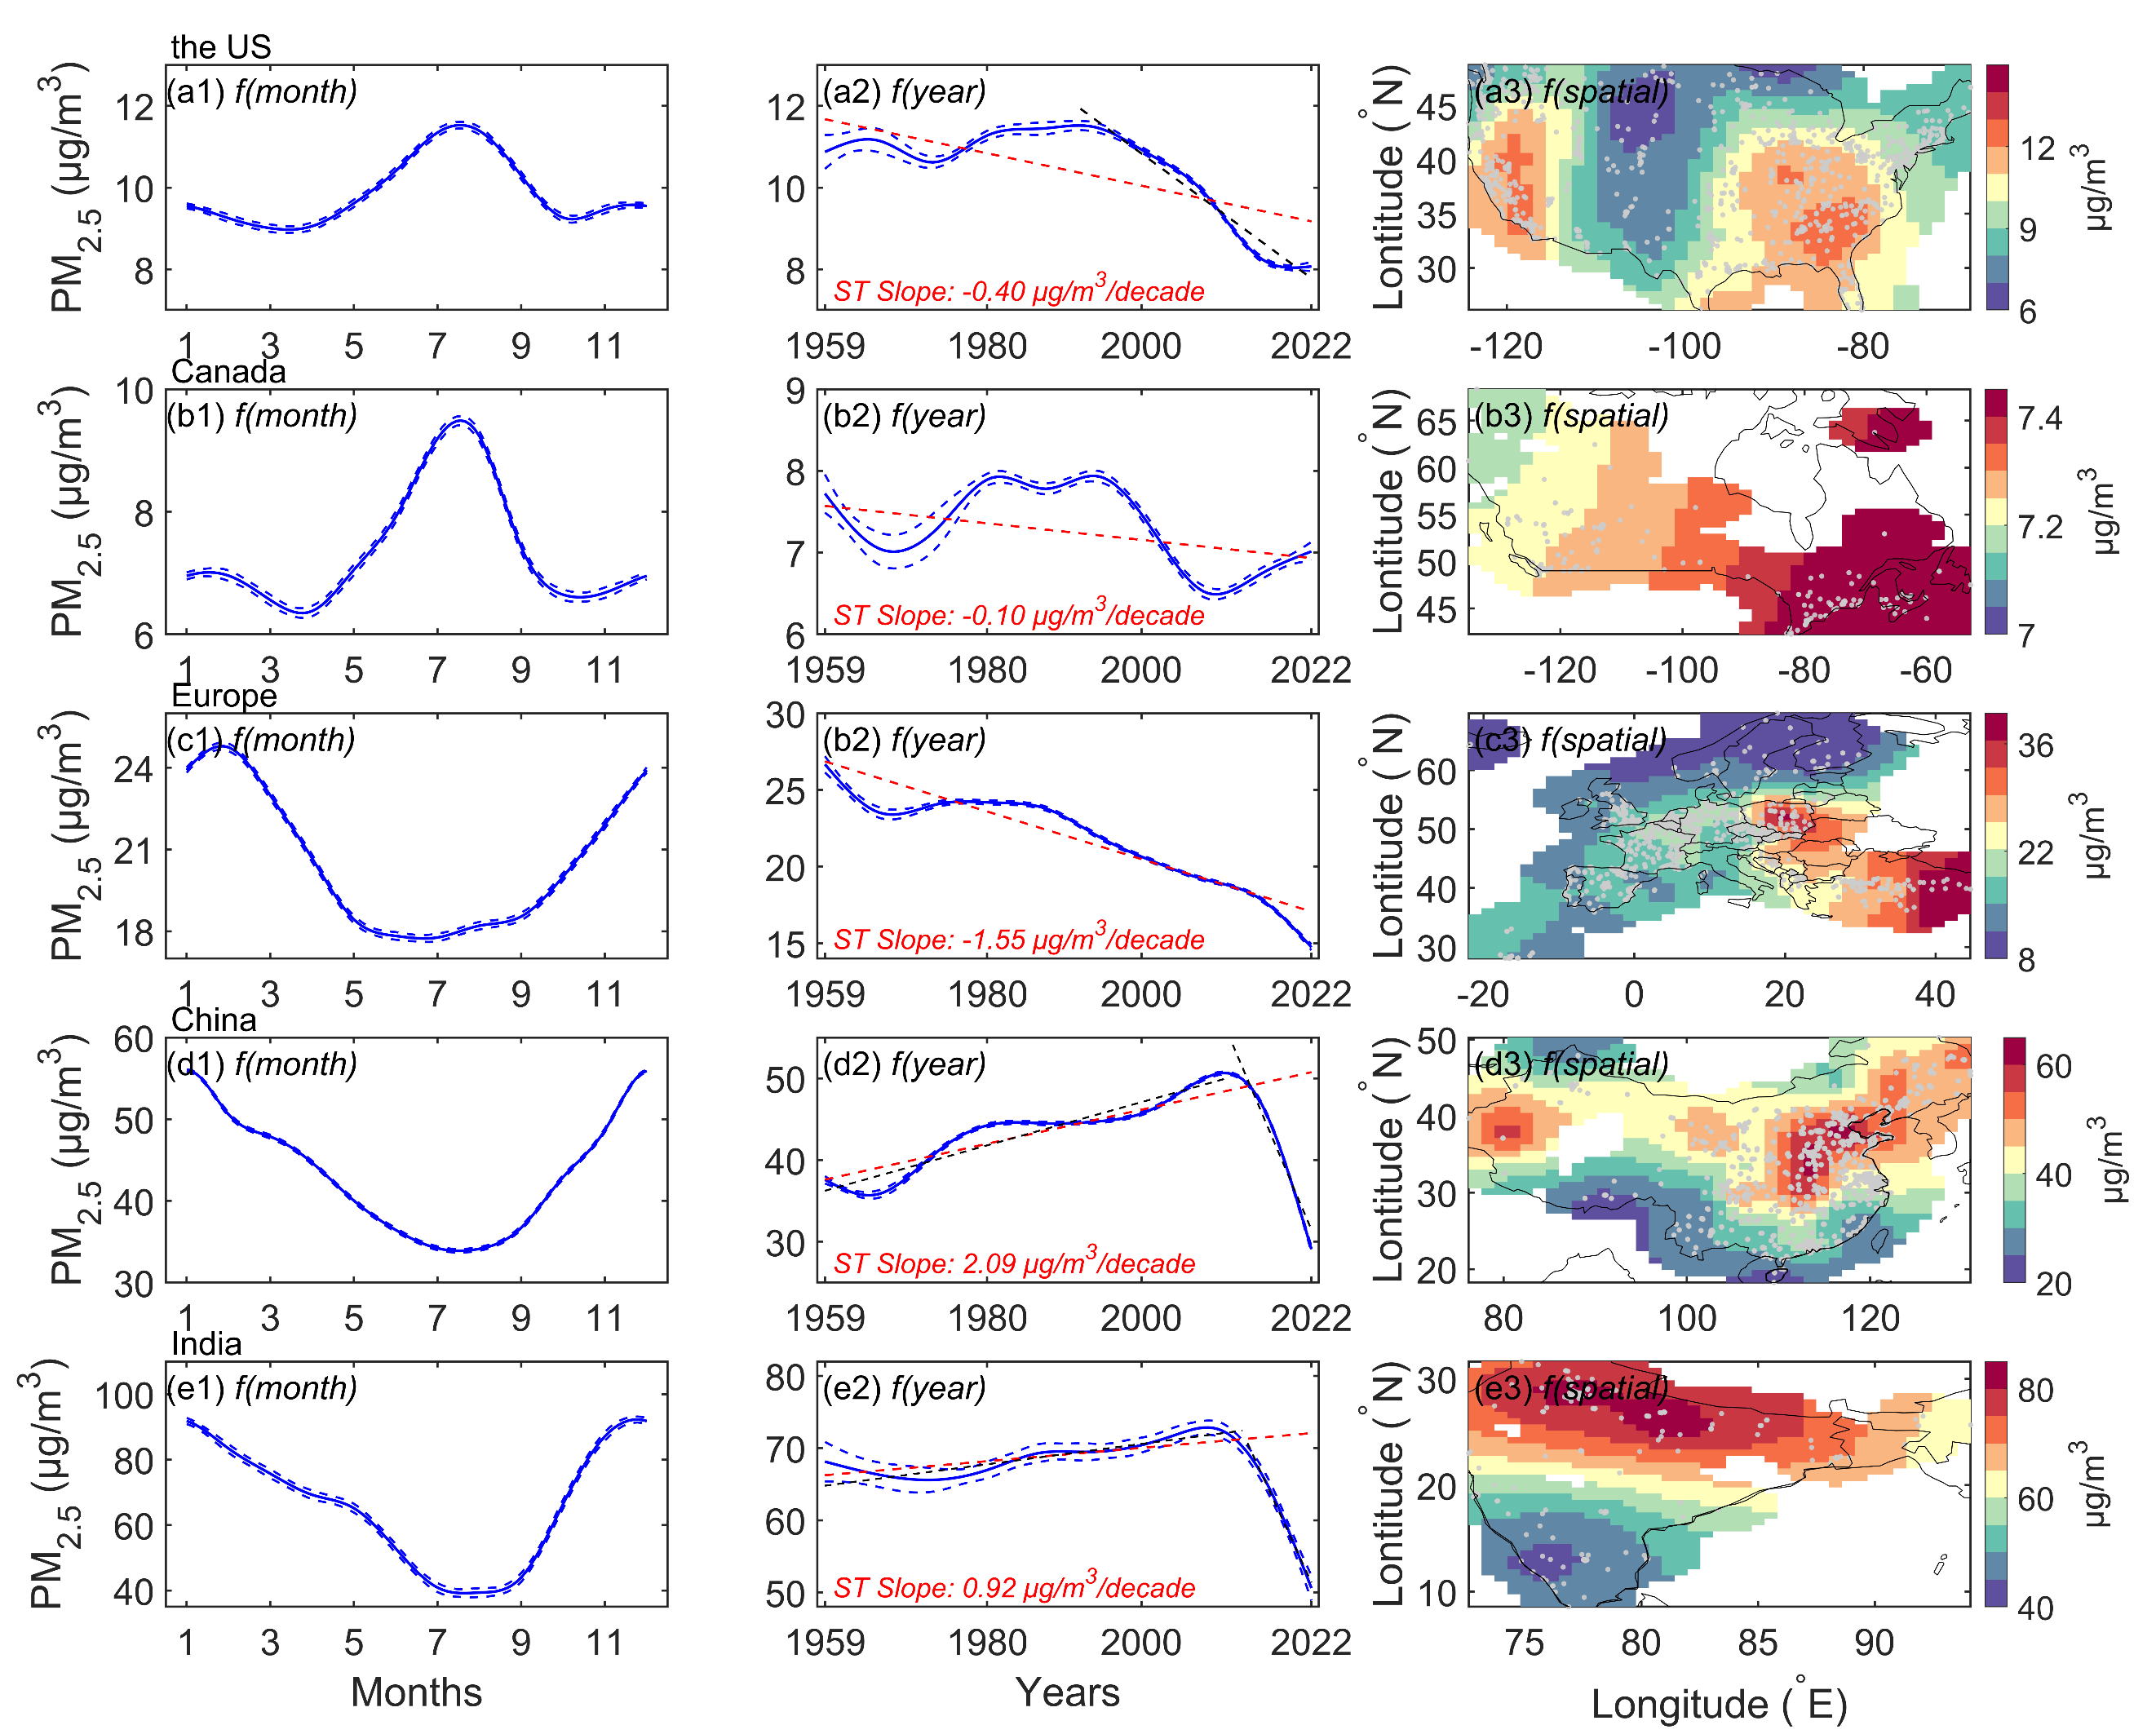 the US
(a1) f(month)
12
10
8
PM2.5 (µg/m³)
1 3 5 7 9 11
(a2) f(year)
12
10
8
ST Slope: -0.40 µg/m³/decade
1959 1980 2000 2022
(a3) f(spatial)
45
40
35
30
Lontitude (°N)
-120 -100 -80
12
9
6
µg/m³
Canada
(b1) f(month)
10
8
6
PM2.5 (µg/m³)
1 3 5 7 9 11
(b2) f(year)
9
8
7
6
ST Slope: -0.10 µg/m³/decade
1959 1980 2000 2022
(b3) f(spatial)
65
60
55
50
45
Lontitude (°N)
-120 -100 -80 -60
7.4
7.2
7
µg/m³
Europe
(c1) f(month)
24
21
18
PM2.5 (µg/m³)
1 3 5 7 9 11
(b2) f(year)
30
25
20
15
ST Slope: -1.55 µg/m³/decade
1959 1980 2000 2022
(c3) f(spatial)
60
50
40
30
Lontitude (°N)
-20 0 20 40
36
22
8
µg/m³
China
(d1) f(month)
60
50
40
30
PM2.5 (µg/m³)
1 3 5 7 9 11
(d2) f(year)
50
40
30
ST Slope: 2.09 µg/m³/decade
1959 1980 2000 2022
(d3) f(spatial)
50
40
30
20
Lontitude (°N)
80 100 120
60
40
20
µg/m³
India
(e1) f(month)
100
80
60
40
PM2.5 (µg/m³)
1 3 5 7 9 11
Months
(e2) f(year)
80
70
60
50
ST Slope: 0.92 µg/m³/decade
1959 1980 2000 2022
Years
(e3) f(spatial)
30
20
10
Lontitude (°N)
75 80 85 90
Longitude (°E)
80
60
40
µg/m³